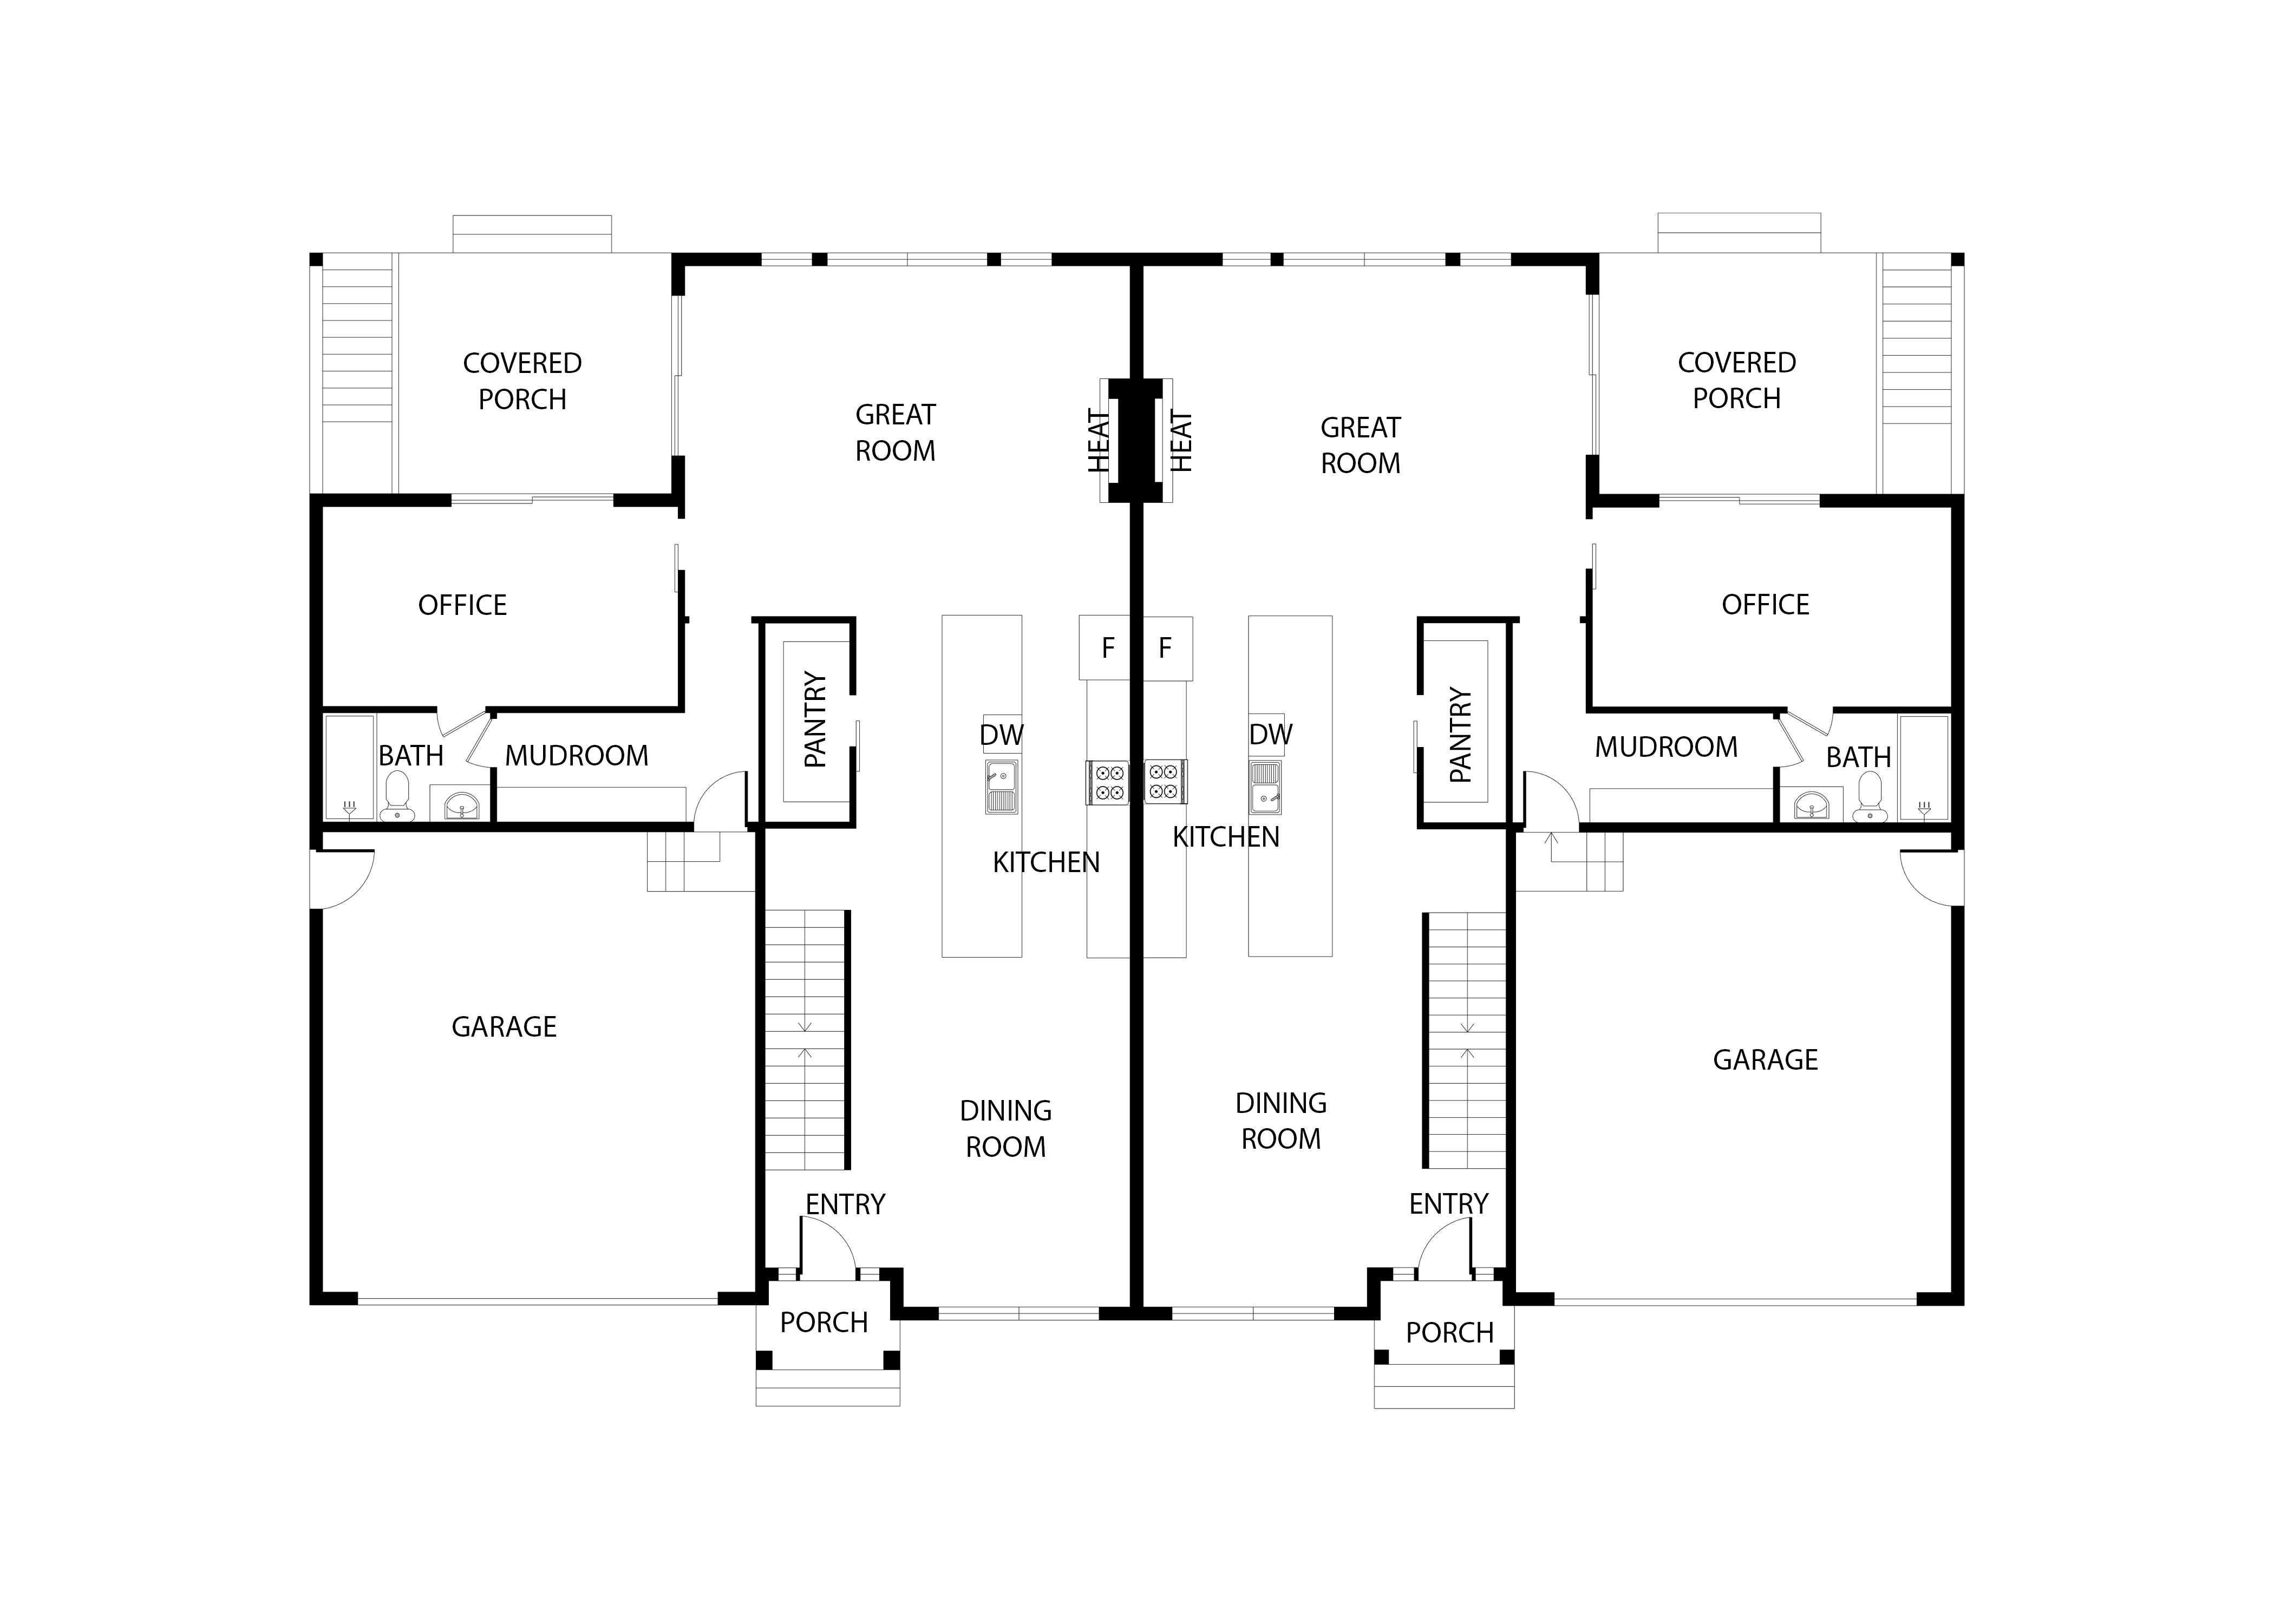 COVERED
PORCH
GREAT
ROOM
HEAT
HEAT
GREAT
ROOM
COVERED
PORCH
OFFICE
F
F
OFFICE
PANTRY
DW
DW
PANTRY
BATH
MUDROOM
MUDROOM
BATH
KITCHEN
KITCHEN
GARAGE
GARAGE
DINING
ROOM
DINING
ROOM
ENTRY
ENTRY
PORCH
PORCH